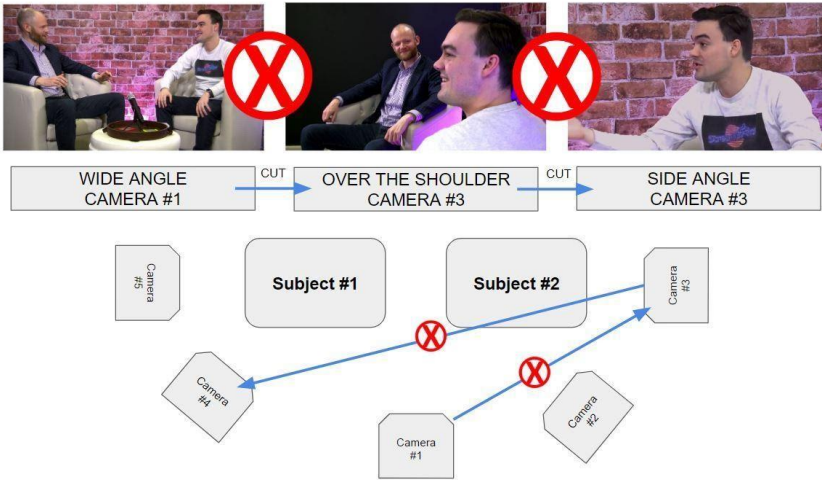 X
X
WIDE ANGLE
CAMERA #1
CUT
OVER THE SHOULDER
CAMERA #3
CUT
SIDE ANGLE
CAMERA #3
Camera
#5
Subject #1
Subject #2
Camera
#3
X
X
Camera
#4
Camera
#2
Camera
#1